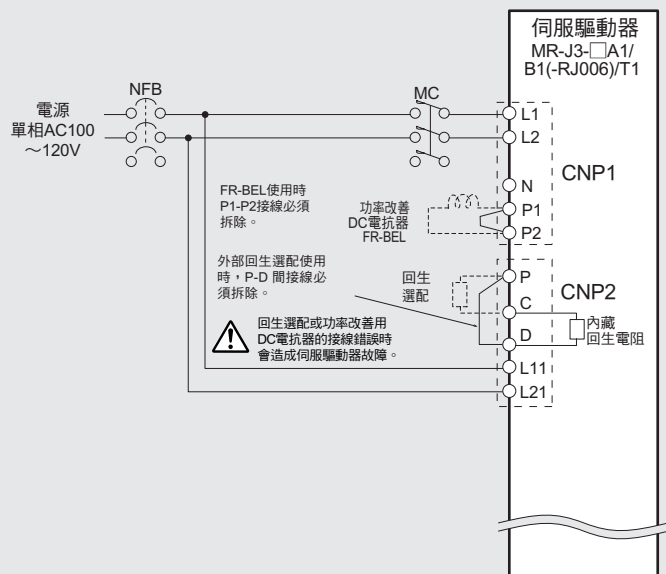 伺服驅動器
MR-J3-□A1/
B1(-RJ006)/T1
NFB
MC
電源
單相AC100
～120V
L1
L2
CNP1
N
FR-BEL使用時
P1-P2接線必須
拆除。
功率改善
DC電抗器
FR-BEL
P1
P2
外部回生選配使用
時，P-D 間接線必
須拆除。
回生
選配
P
C
CNP2
D
內藏
回生電阻
回生選配或功率改善用
DC電抗器的接線錯誤時
會造成伺服驅動器故障。
L11
L21